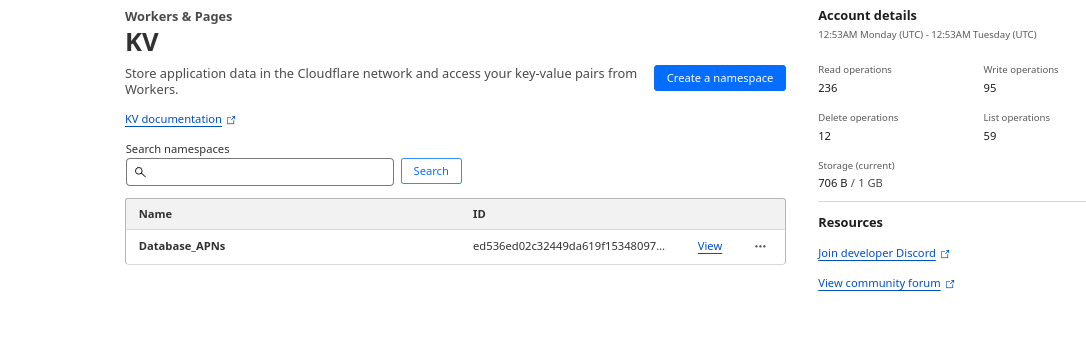 Workers & Pages
KV
Store application data in the Cloudflare network and access your key-value pairs from
Workers.
Create a namespace
KV documentation
Search namespaces
Search
Name ID
Database_APNs ed536ed02c32449da619f15348097... View ...
Account details
12:53AM Monday (UTC) - 12:53AM Tuesday (UTC)
Read operations Write operations
236 95
Delete operations List operations
12 59
Storage (current)
706 B / 1 GB
Resources
Join developer Discord
View community forum